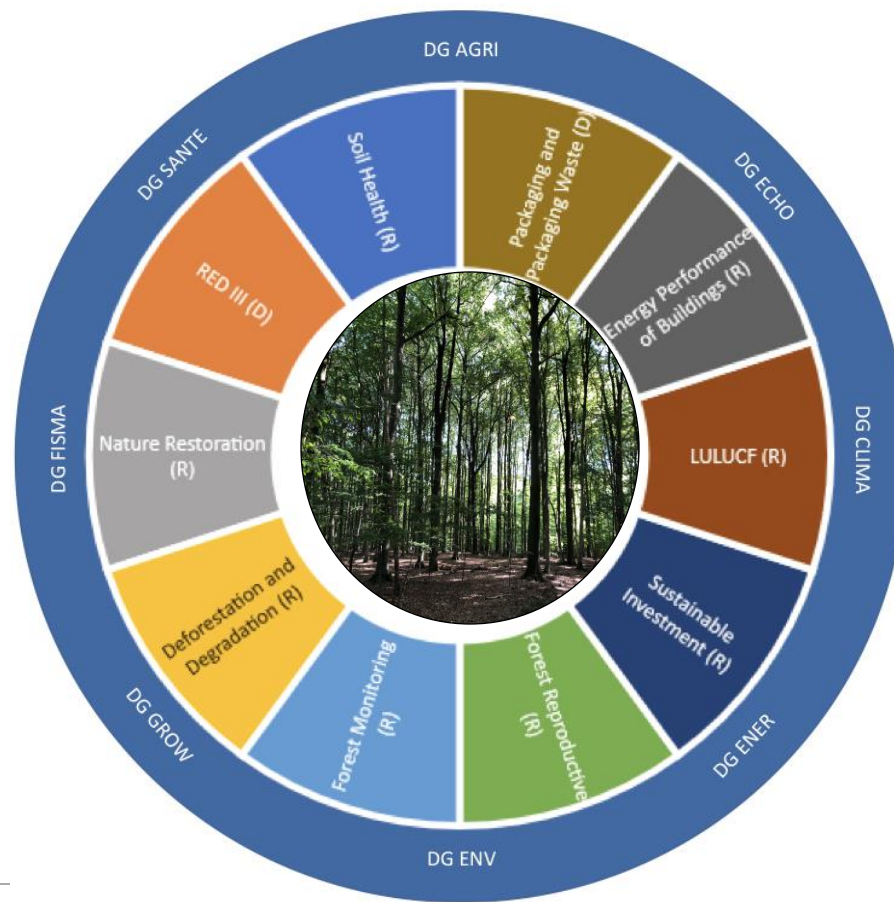 DG AGRI
DG ECHO
DG CLIMA
DG ENER
DG ENV
DG GROW
DG FISMA
DG SANTE
Packaging and
Packaging Waste (D)
Energy Performance
of Buildings (R)
LULUCF (R)
Sustainable
Investment (R)
Forest Reproductive
(R)
Forest Monitoring
(R)
Deforestation and
Degradation (R)
Nature Restoration
(R)
RED III (D)
Soil Health (R)